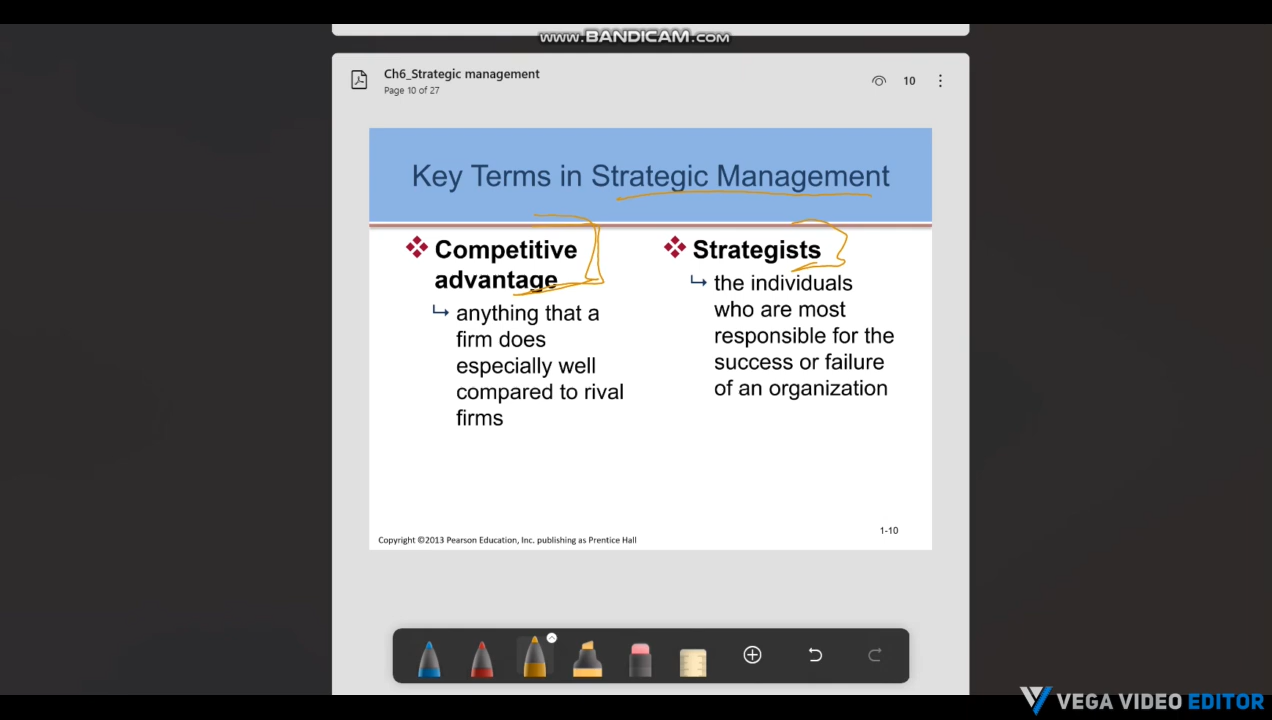 www.BANDICAM.com
Ch6_Strategic management
Page 10 of 27
10
Key Terms in Strategic Management
Competitive
advantage
anything that a
firm does
especially well
compared to rival
firms
Strategists
the individuals
who are most
responsible for the
success or failure
of an organization
1-10
Copyright ©2013 Pearson Education, Inc. publishing as Prentice Hall
VEGA VIDEO EDITOR